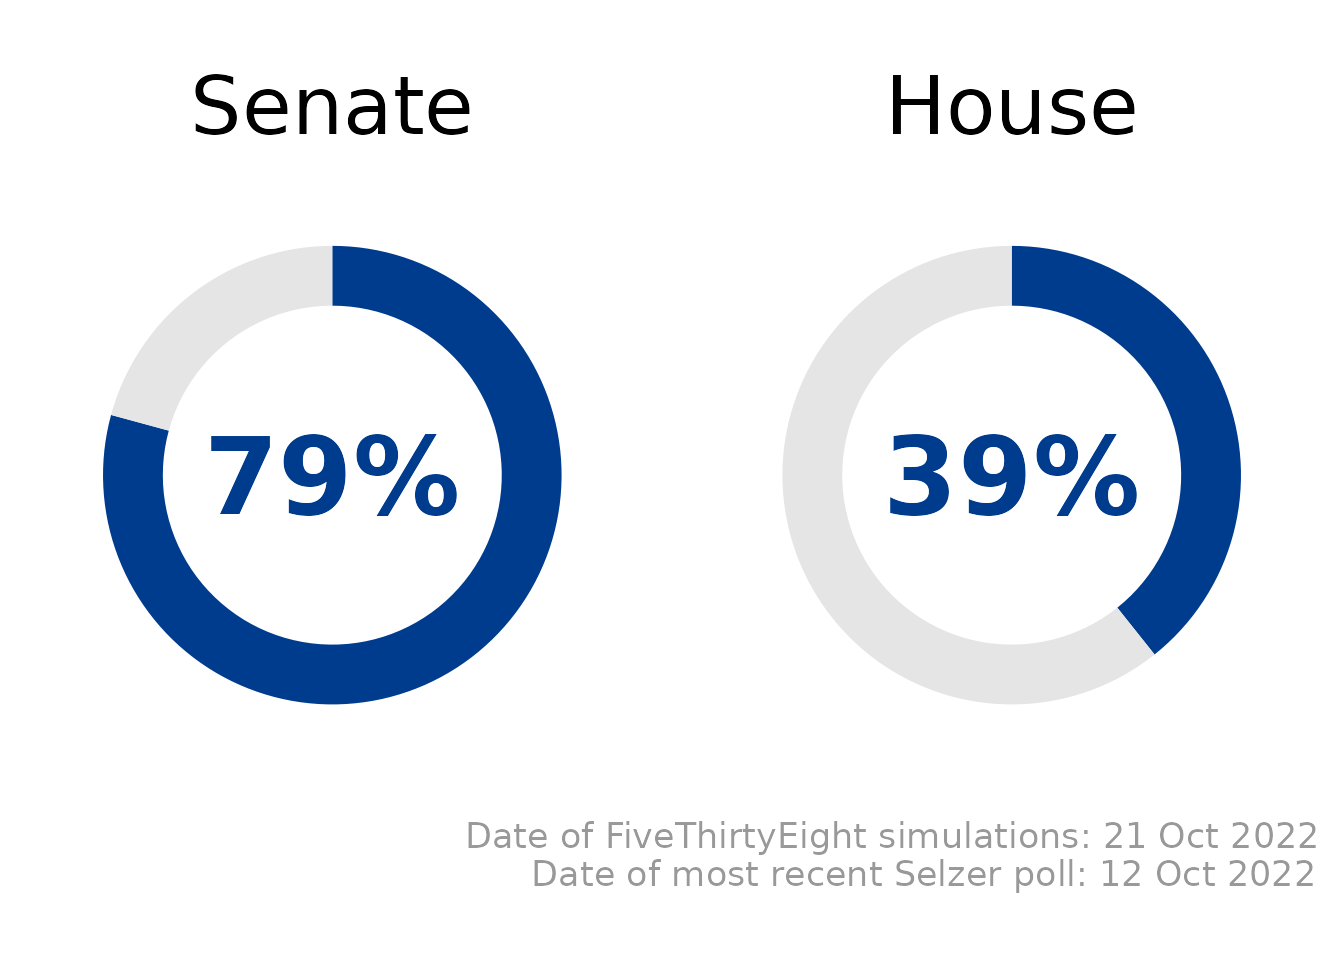 Senate
House
79%
39%
Date of FiveThirtyEight simulations: 21 Oct 2022
Date of most recent Selzer poll: 12 Oct 2022